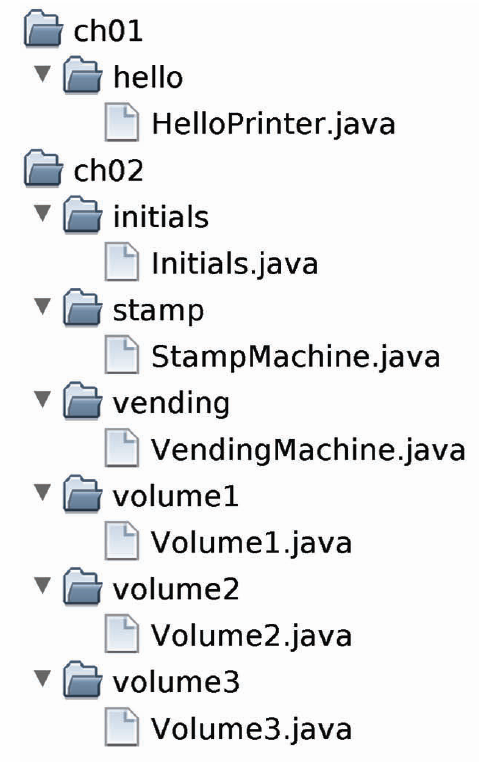 ch01
hello
HelloPrinter.java
ch02
initials
Initials.java
stamp
StampMachine.java
vending
VendingMachine.java
volume1
Volume1.java
volume2
Volume2.java
volume3
Volume3.java